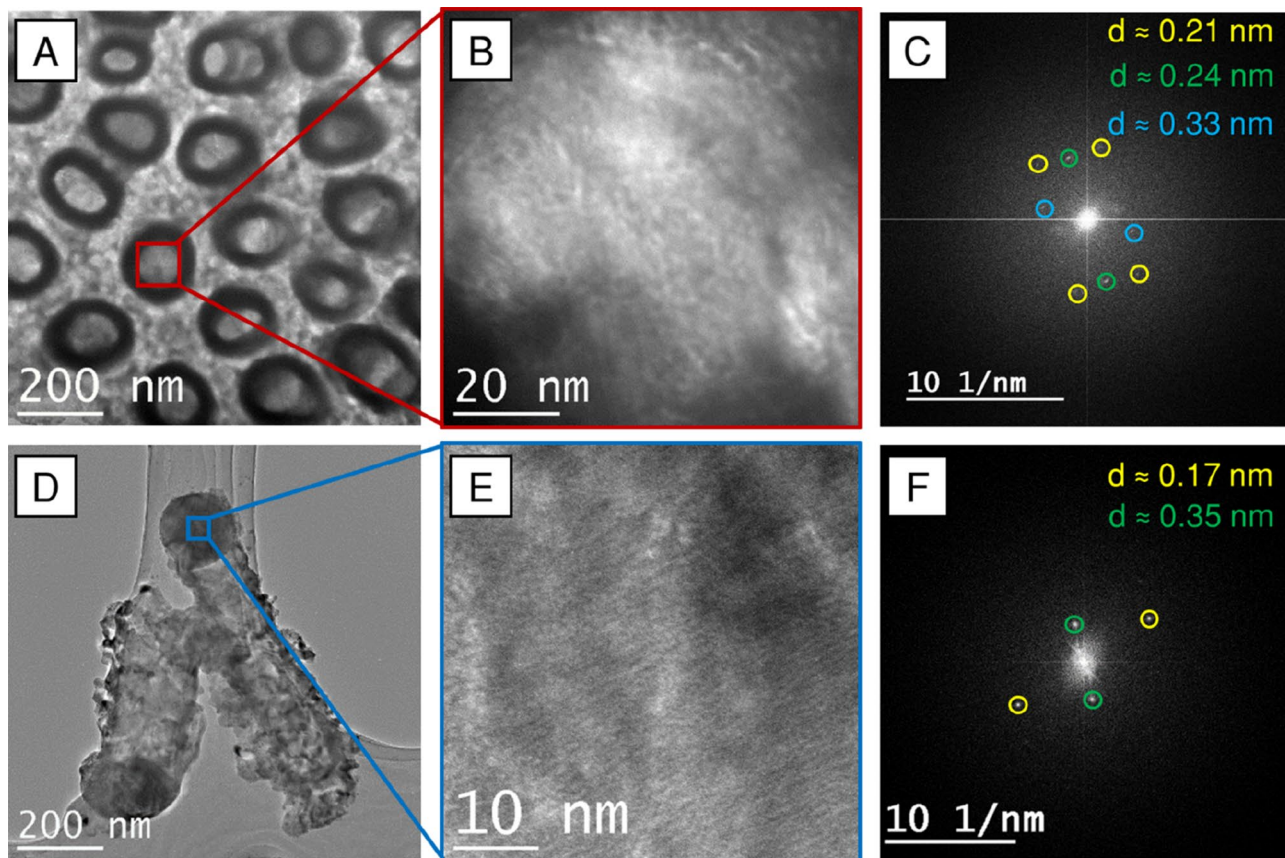 A
200 nm
B
20 nm
C
d ≈ 0.21 nm
d ≈ 0.24 nm
d ≈ 0.33 nm
10 1/nm
D
200 nm
E
10 nm
F
d ≈ 0.17 nm
d ≈ 0.35 nm
10 1/nm